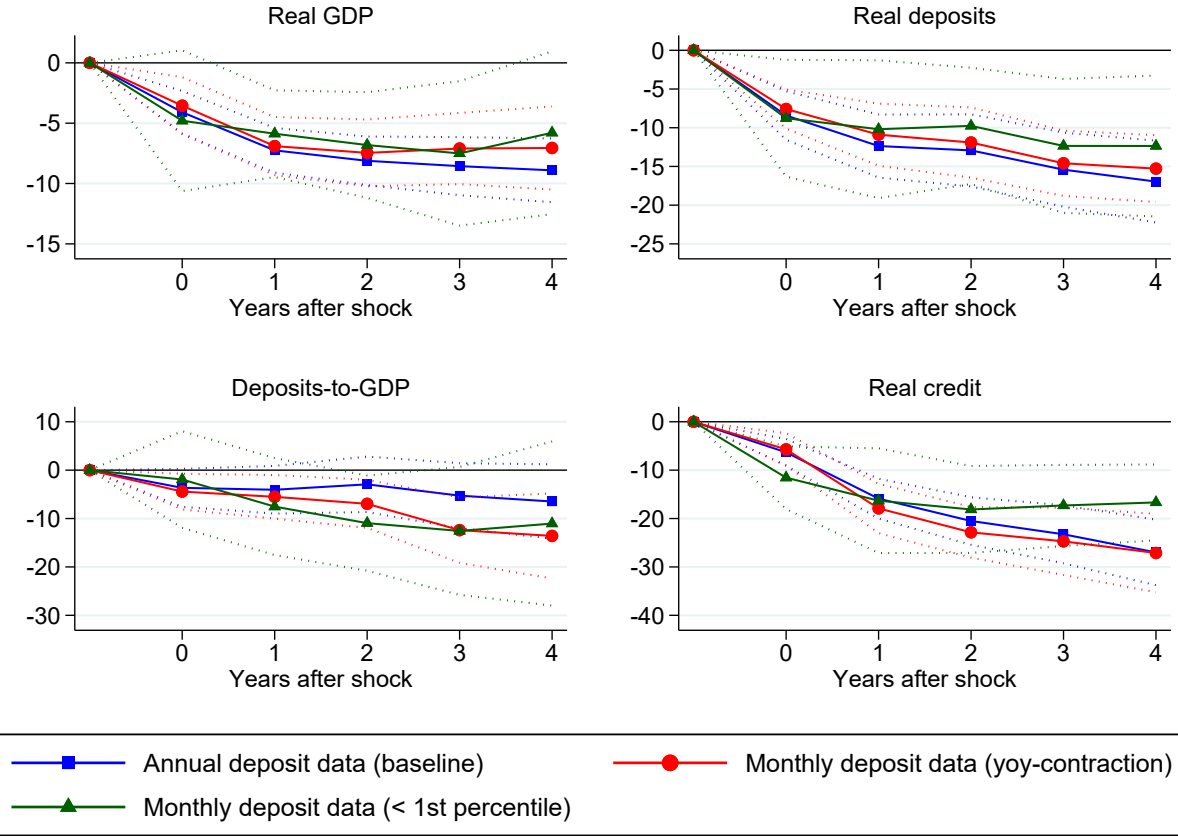 Real GDP
0
-5
-10
-15
0 1 2 3 4
Years after shock
Real deposits
0
-5
-10
-15
-20
-25
0 1 2 3 4
Years after shock
Deposits-to-GDP
10
0
-10
-20
-30
0 1 2 3 4
Years after shock
Real credit
0
-10
-20
-30
-40
0 1 2 3 4
Years after shock
Annual deposit data (baseline)
Monthly deposit data (yoy-contraction)
Monthly deposit data (< 1st percentile)